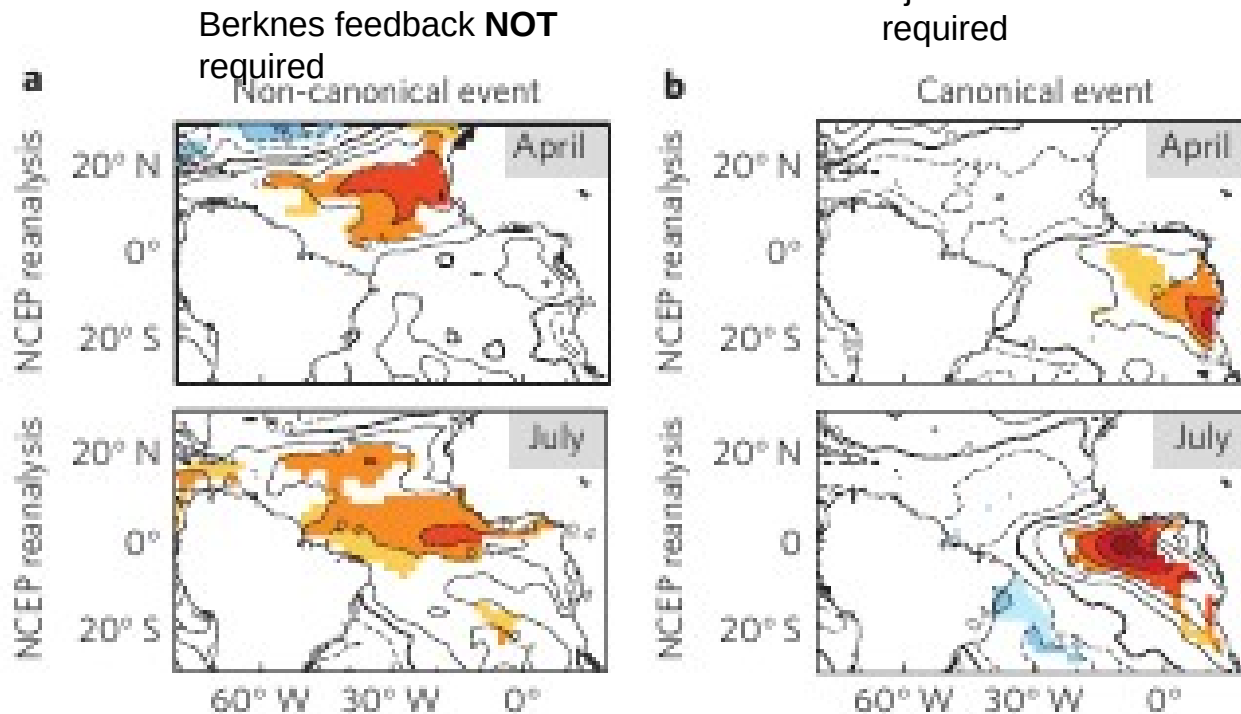 Berknes feedback NOT
required
required
a
Non-canonical event
b
Canonical event
NCEP reanalysis
20° N
0°
20° S
April
NCEP reanalysis
20° N
0°
20° S
April
NCEP reanalysis
20° N
0°
20° S
July
60° W
30° W
0°
NCEP reanalysis
20° N
0
20° S
July
60° W
30° W
0°